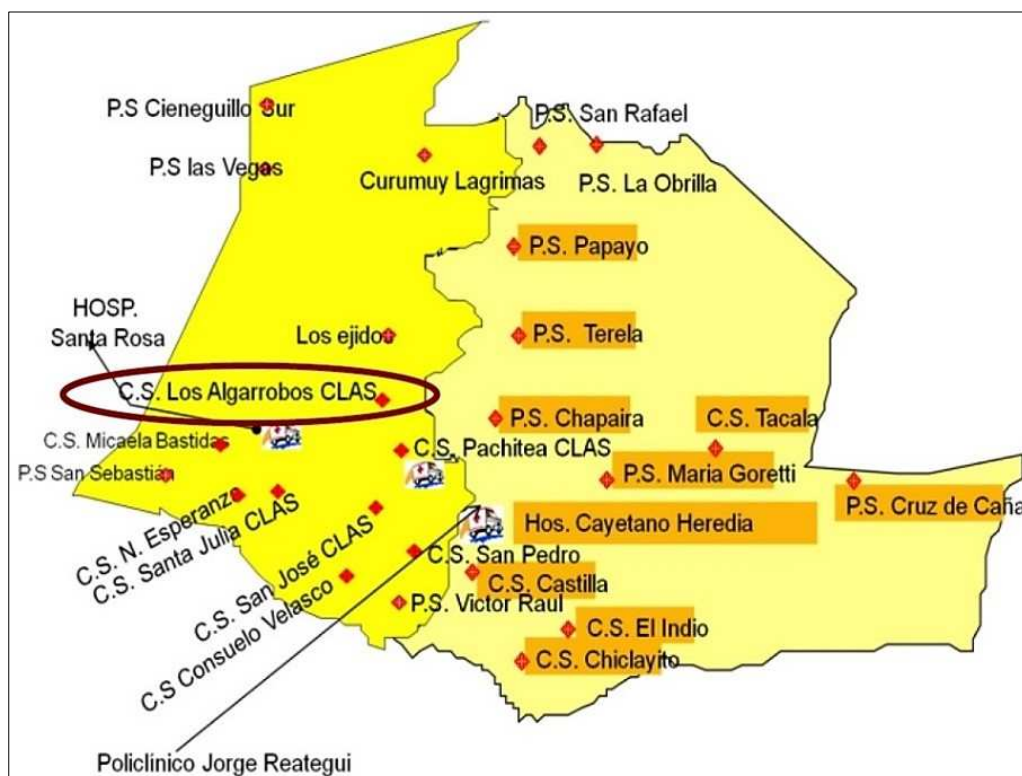 P.S Cieneguillo Sur
P.S. San Rafael
P.S las Vegas
Curumuy Lagrimas
P.S. La Obrilla
P.S. Papayo
HOSP.
Santa Rosa
Los ejido
P.S. Terela
C.S. Los Algarrobos CLAS
P.S. Chapaira
C.S. Tacala
C.S. Micaela Bastidas
C.S. Pachitea CLAS
P.S San Sebastián
P.S. Maria Goretti
P.S. Cruz de Caña
C.S. N. Esperanza
C.S. Santa Julia CLAS
Hos. Cayetano Heredia
C.S. San José CLAS
C.S. San Pedro
C.S Consuelo Velasco
C.S. Castilla
P.S. Victor Raul
C.S. El Indio
C.S. Chiclayito
Policlínico Jorge Reategui